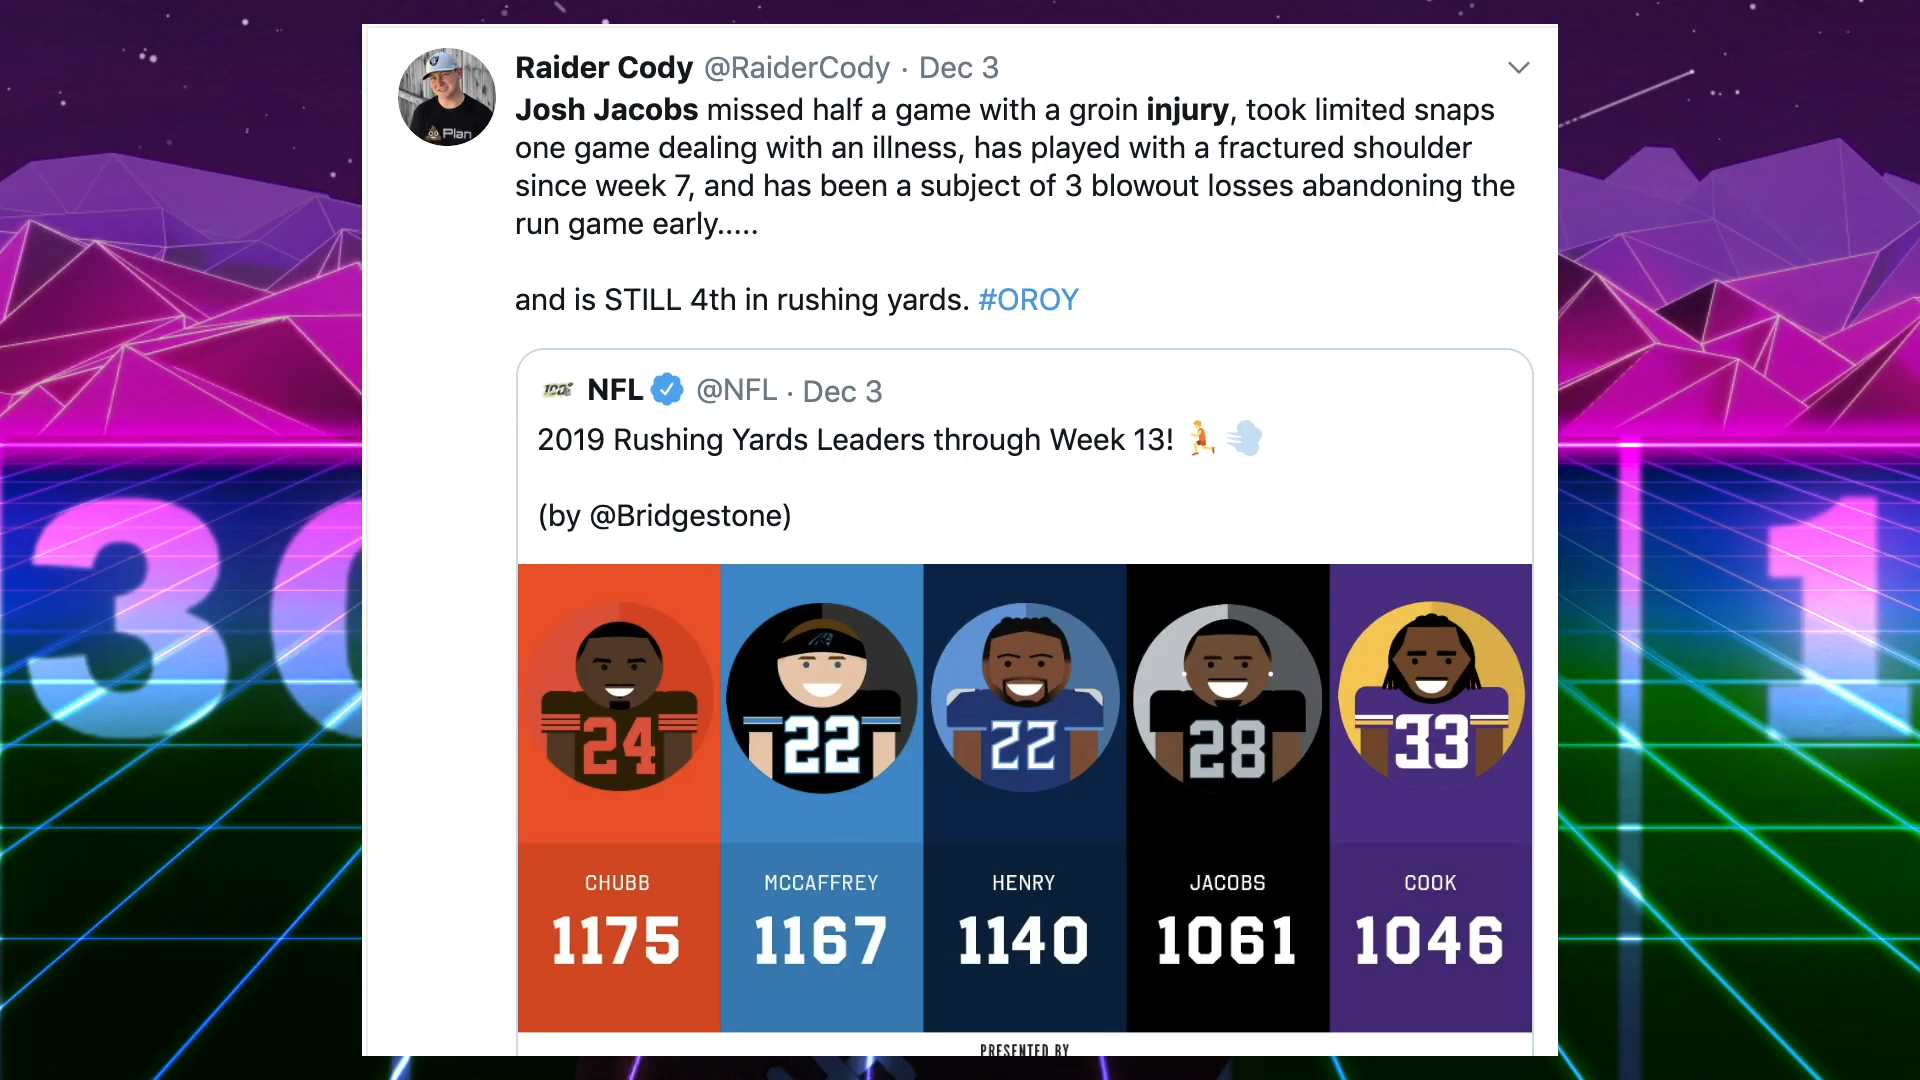 Raider Cody @RaiderCody · Dec 3
Josh Jacobs missed half a game with a groin injury, took limited snaps
one game dealing with an illness, has played with a fractured shoulder
since week 7, and has been a subject of 3 blowout losses abandoning the
run game early.....
and is STILL 4th in rushing yards. #OROY
Plan
100
NFL @NFL · Dec 3
2019 Rushing Yards Leaders through Week 13!
(by @Bridgestone)
30
1
24
22
22
28
33
CHUBB
MCCAFFREY
HENRY
JACOBS
COOK
1175
1167
1140
1061
1046
PRESENTED BY